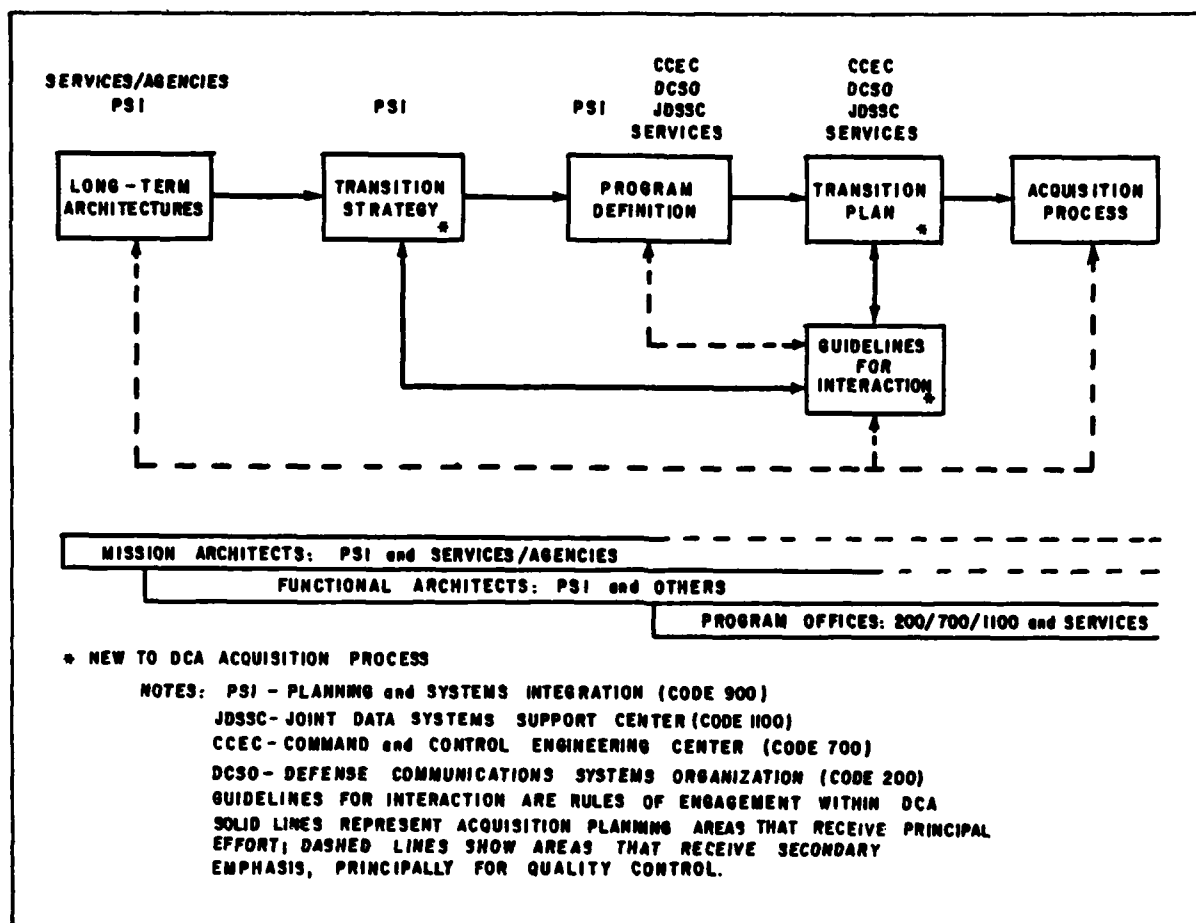 SERVICES/AGENCIES
PSI
PSI
PSI
CCEC
DCSO
JDSSC
SERVICES
CCEC
DCSO
JDSSC
SERVICES
LONG-TERM
ARCHITECTURES
TRANSITION
STRATEGY
*
PROGRAM
DEFINITION
TRANSITION
PLAN
*
ACQUISITION
PROCESS
GUIDELINES
FOR
INTERACTION
*
MISSION ARCHITECTS: PSI and SERVICES/AGENCIES
FUNCTIONAL ARCHITECTS: PSI and OTHERS
PROGRAM OFFICES: 200/700/1100 and SERVICES
* NEW TO DCA ACQUISITION PROCESS
NOTES: PSI - PLANNING and SYSTEMS INTEGRATION (CODE 900)
JDSSC- JOINT DATA SYSTEMS SUPPORT CENTER (CODE 1100)
CCEC-COMMAND and CONTROL ENGINEERING CENTER (CODE 700)
DCSO- DEFENSE COMMUNICATIONS SYSTEMS ORGANIZATION (CODE 200)
GUIDELINES FOR INTERACTION ARE RULES OF ENGAGEMENT WITHIN DCA
SOLID LINES REPRESENT ACQUISITION PLANNING AREAS THAT RECEIVE PRINCIPAL
EFFORT; DASHED LINES SHOW AREAS THAT RECEIVE SECONDARY
EMPHASIS, PRINCIPALLY FOR QUALITY CONTROL.